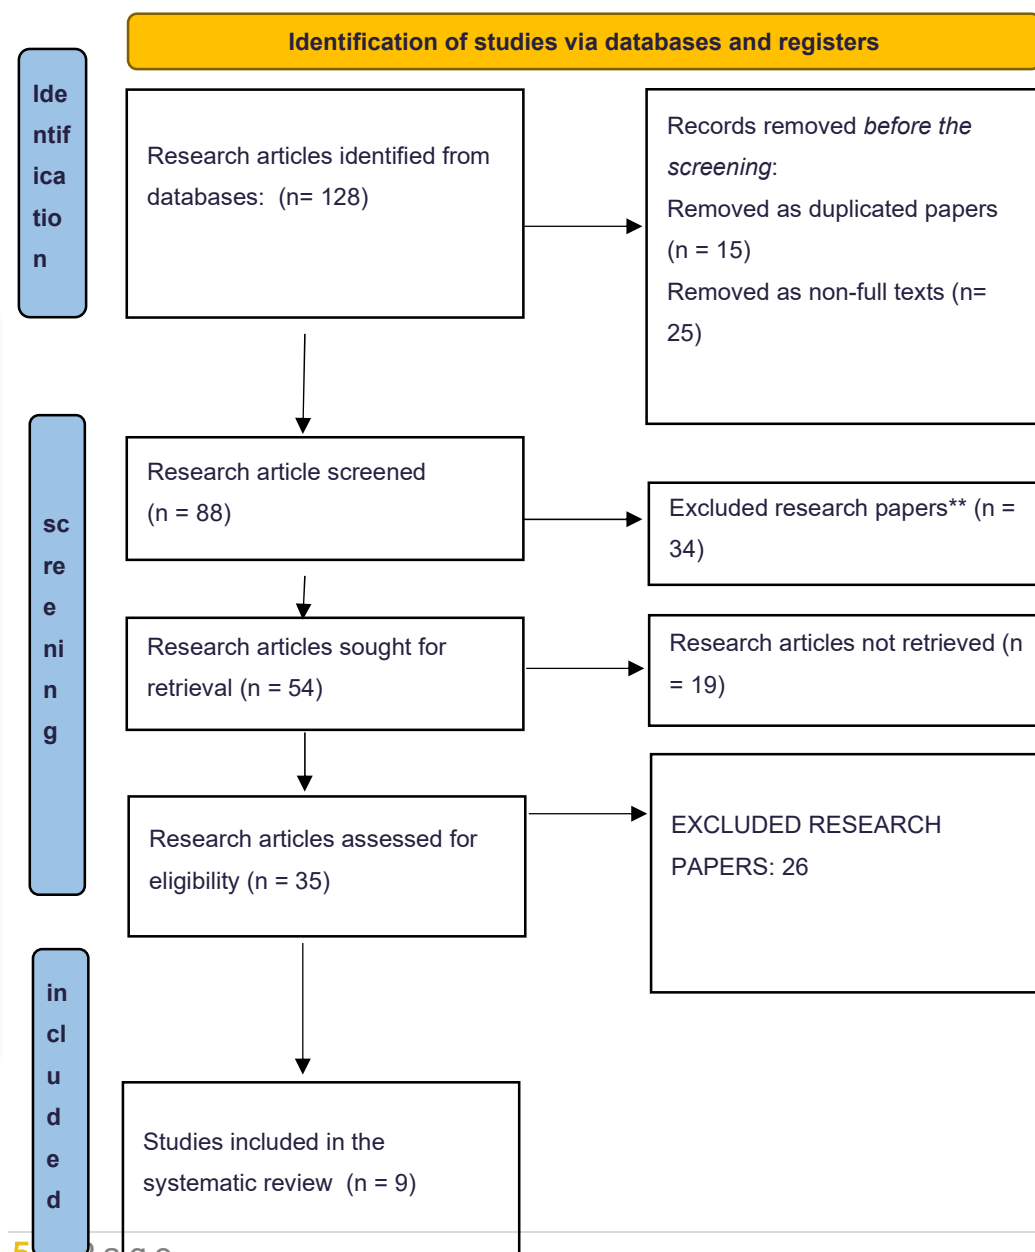 Identification of studies via databases and registers
Ide
ntif
ica
tio
n
Research articles identified from
databases:  (n= 128)
Records removed before the
screening:
Removed as duplicated papers
(n = 15)
Removed as non-full texts (n=
25)
sc
re
e
ni
n
g
Research article screened
(n = 88)
Excluded research papers** (n =
34)
Research articles sought for
retrieval (n = 54)
Research articles not retrieved (n
= 19)
Research articles assessed for
eligibility (n = 35)
EXCLUDED RESEARCH
PAPERS: 26
in
cl
u
d
e
d
Studies included in the
systematic review  (n = 9)